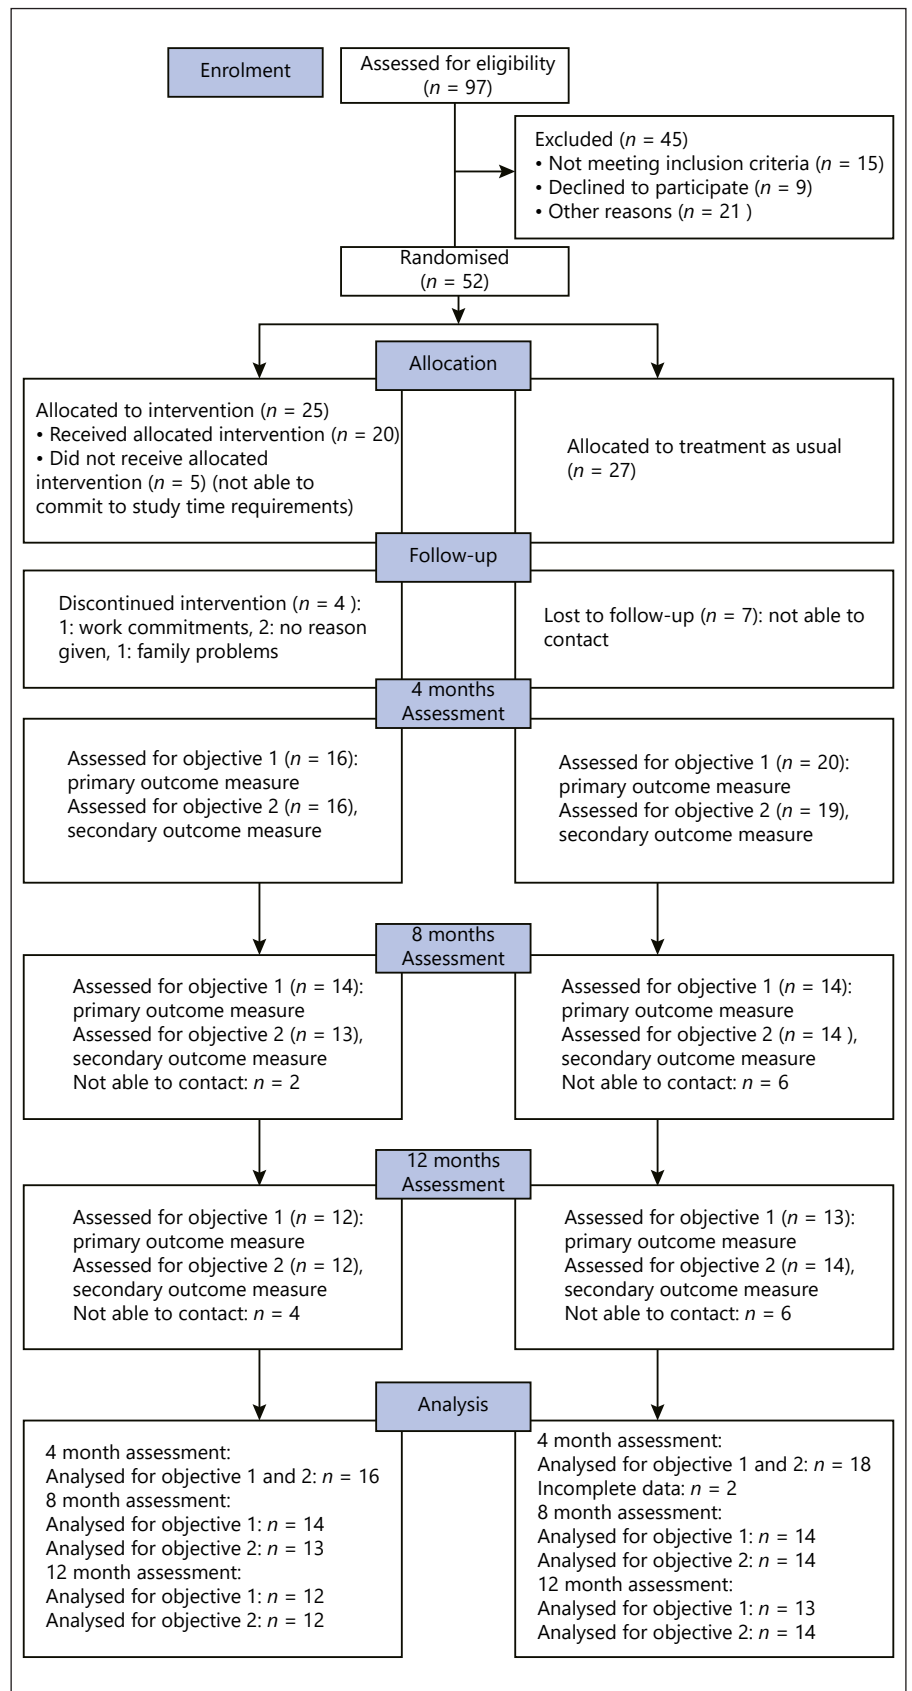 Enrolment
Assessed for eligibility
(n = 97)
Excluded (n = 45)
• Not meeting inclusion criteria (n = 15)
• Declined to participate (n = 9)
• Other reasons (n = 21 )
Randomised
(n = 52)
Allocation
Allocated to intervention (n = 25)
• Received allocated intervention (n = 20)
• Did not receive allocated
intervention (n = 5) (not able to
commit to study time requirements)
Allocated to treatment as usual
(n = 27)
Follow-up
Discontinued intervention (n = 4 ):
1: work commitments, 2: no reason
given, 1: family problems
Lost to follow-up (n = 7): not able to
contact
4 months
Assessment
Assessed for objective 1 (n = 16):
primary outcome measure
Assessed for objective 2 (n = 16),
secondary outcome measure
Assessed for objective 1 (n = 20):
primary outcome measure
Assessed for objective 2 (n = 19),
secondary outcome measure
8 months
Assessment
Assessed for objective 1 (n = 14):
primary outcome measure
Assessed for objective 2 (n = 13),
secondary outcome measure
Not able to contact: n = 2
Assessed for objective 1 (n = 14):
primary outcome measure
Assessed for objective 2 (n = 14 ),
secondary outcome measure
Not able to contact: n = 6
12 months
Assessment
Assessed for objective 1 (n = 12):
primary outcome measure
Assessed for objective 2 (n = 12),
secondary outcome measure
Not able to contact: n = 4
Assessed for objective 1 (n = 13):
primary outcome measure
Assessed for objective 2 (n = 14),
secondary outcome measure
Not able to contact: n = 6
Analysis
4 month assessment:
Analysed for objective 1 and 2: n = 16
8 month assessment:
Analysed for objective 1: n = 14
Analysed for objective 2: n = 13
12 month assessment:
Analysed for objective 1: n = 12
Analysed for objective 2: n = 12
4 month assessment:
Analysed for objective 1 and 2: n = 18
Incomplete data: n = 2
8 month assessment:
Analysed for objective 1: n = 14
Analysed for objective 2: n = 14
12 month assessment:
Analysed for objective 1: n = 13
Analysed for objective 2: n = 14